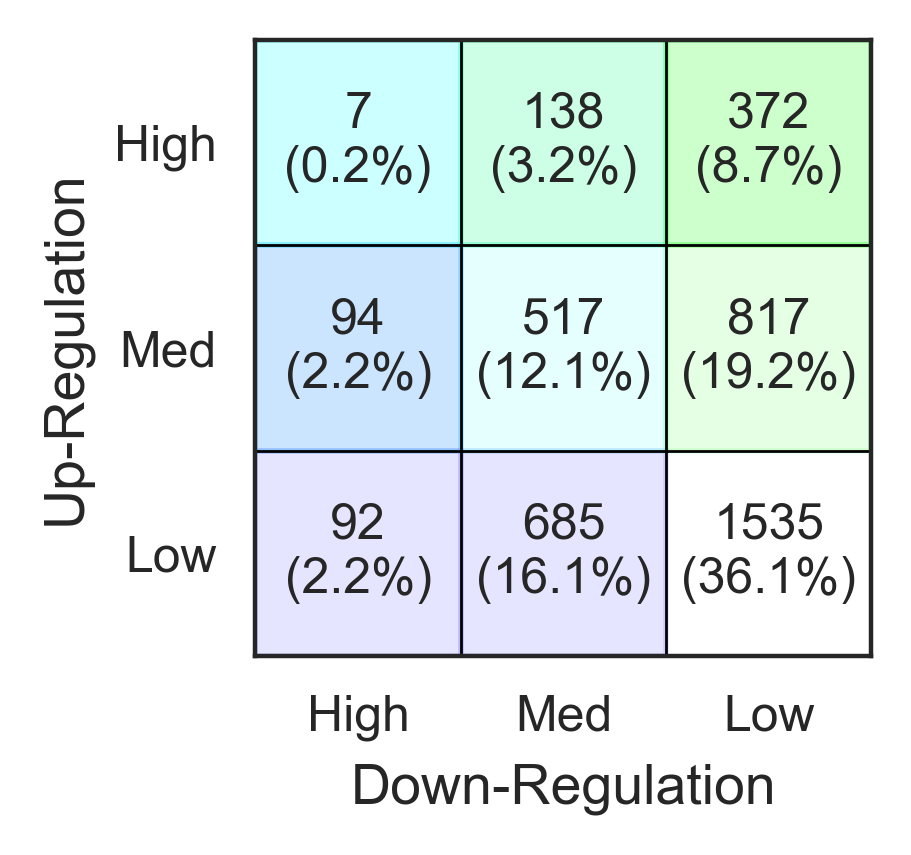 Up-Regulation
High
7
(0.2%)
138
(3.2%)
372
(8.7%)
Med
94
(2.2%)
517
(12.1%)
817
(19.2%)
Low
92
(2.2%)
685
(16.1%)
1535
(36.1%)
High
Med
Low
Down-Regulation